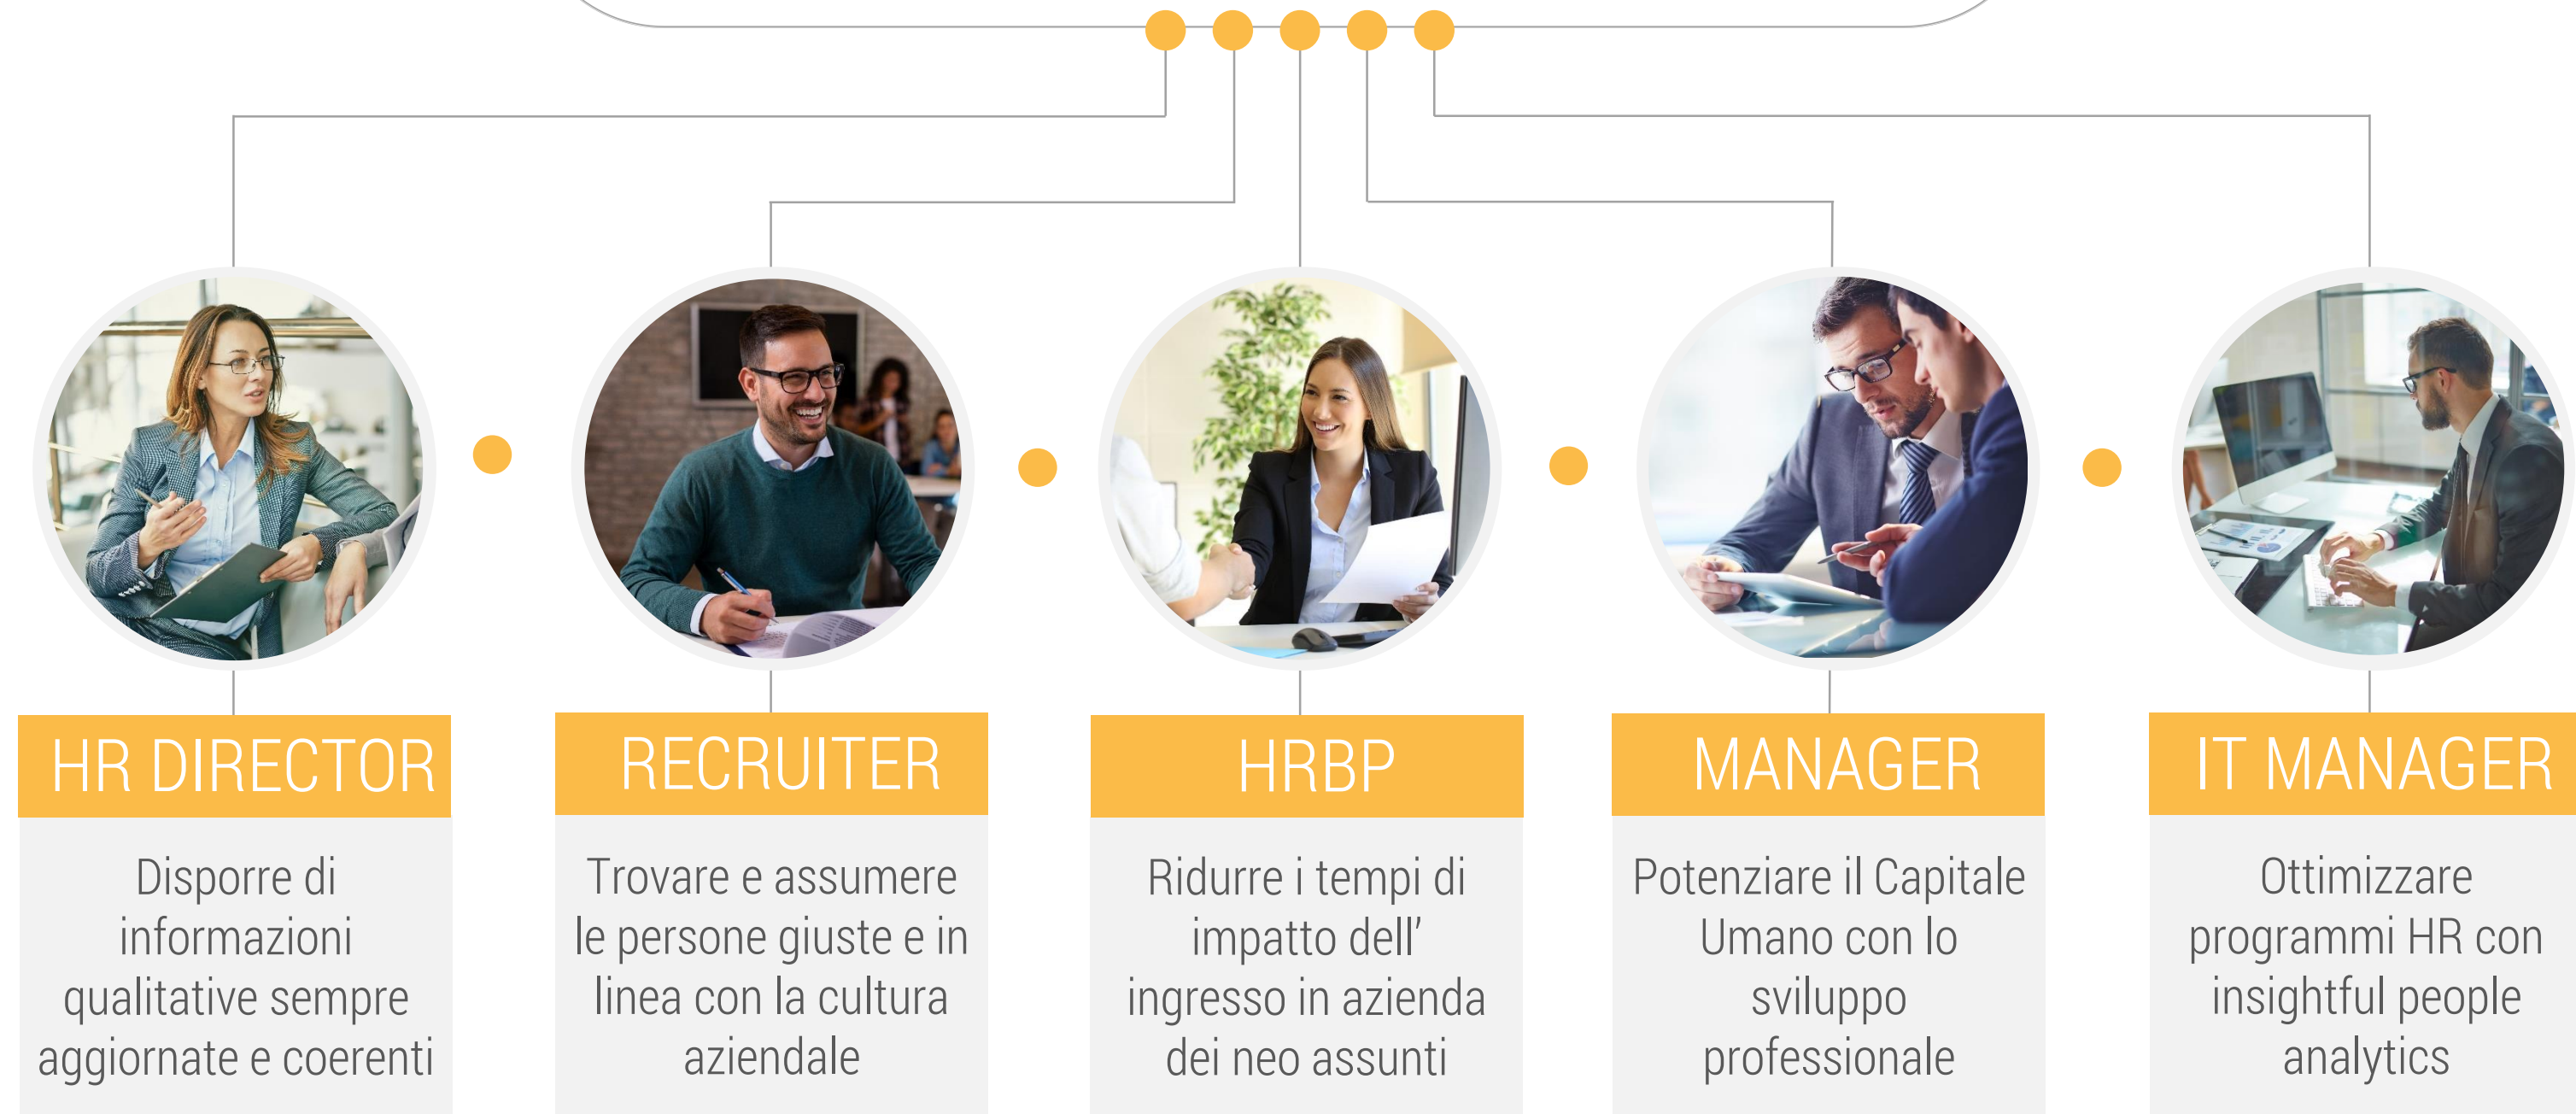 HR DIRECTOR
Disporre di
informazioni
qualitative sempre
aggiornate e coerenti
RECRUITER
Trovare e assumere
le persone giuste e in
linea con la cultura
aziendale
HRBP
Ridurre i tempi di
impatto dell’
ingresso in azienda
dei neo assunti
MANAGER
Potenziare il Capitale
Umano con lo
sviluppo
professionale
IT MANAGER
Ottimizzare
programmi HR con
insightful people
analytics